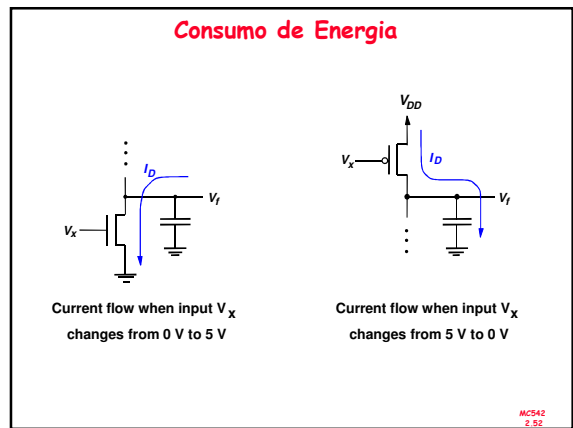 Consumo de Energia
I_D
V_f
V_x
Current flow when input V_x
changes from 0 V to 5 V
V_DD
V_x
I_D
V_f
Current flow when input V_x
changes from 5 V to 0 V
MC542
2.52